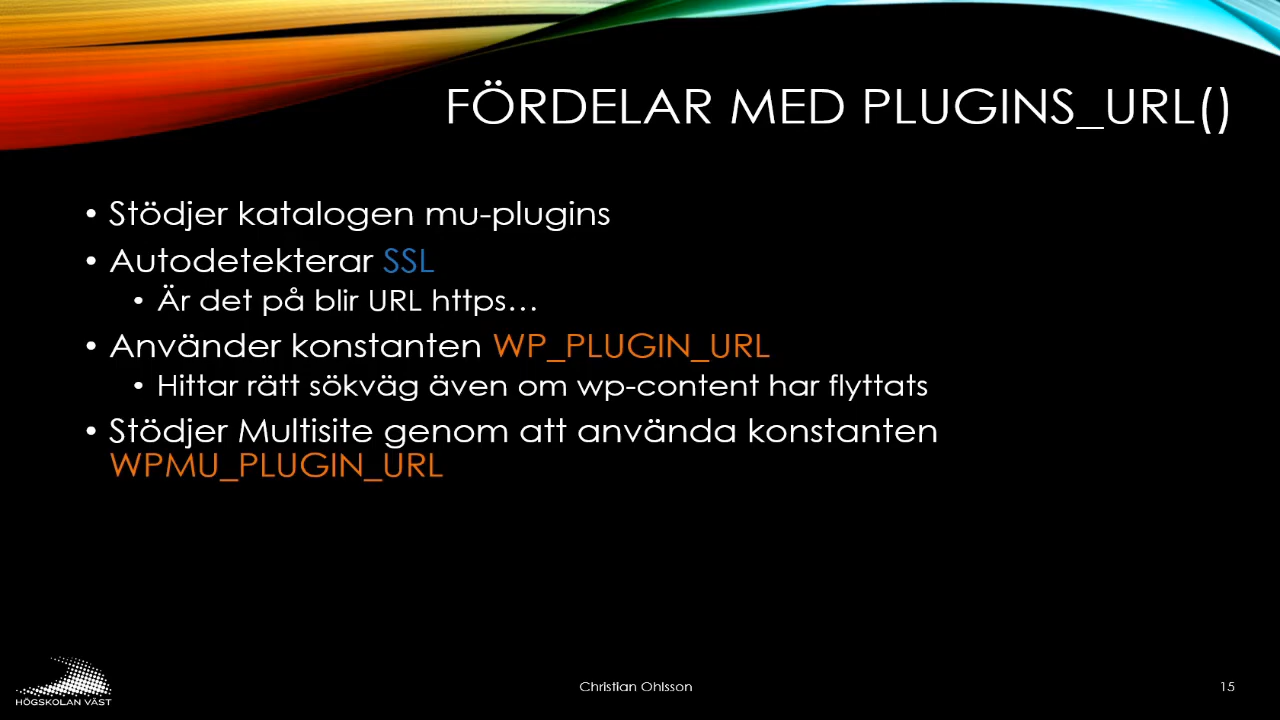 FÖRDELAR MED PLUGINS_URL()
• Stödjer katalogen mu-plugins
• Autodetekterar SSL
• Är det på blir URL https…
• Använder konstanten WP_PLUGIN_URL
• Hittar rätt sökväg även om wp-content har flyttats
• Stödjer Multisite genom att använda konstanten
WPMU_PLUGIN_URL
HÖGSKOLAN VÄST
Christian Ohlsson
15